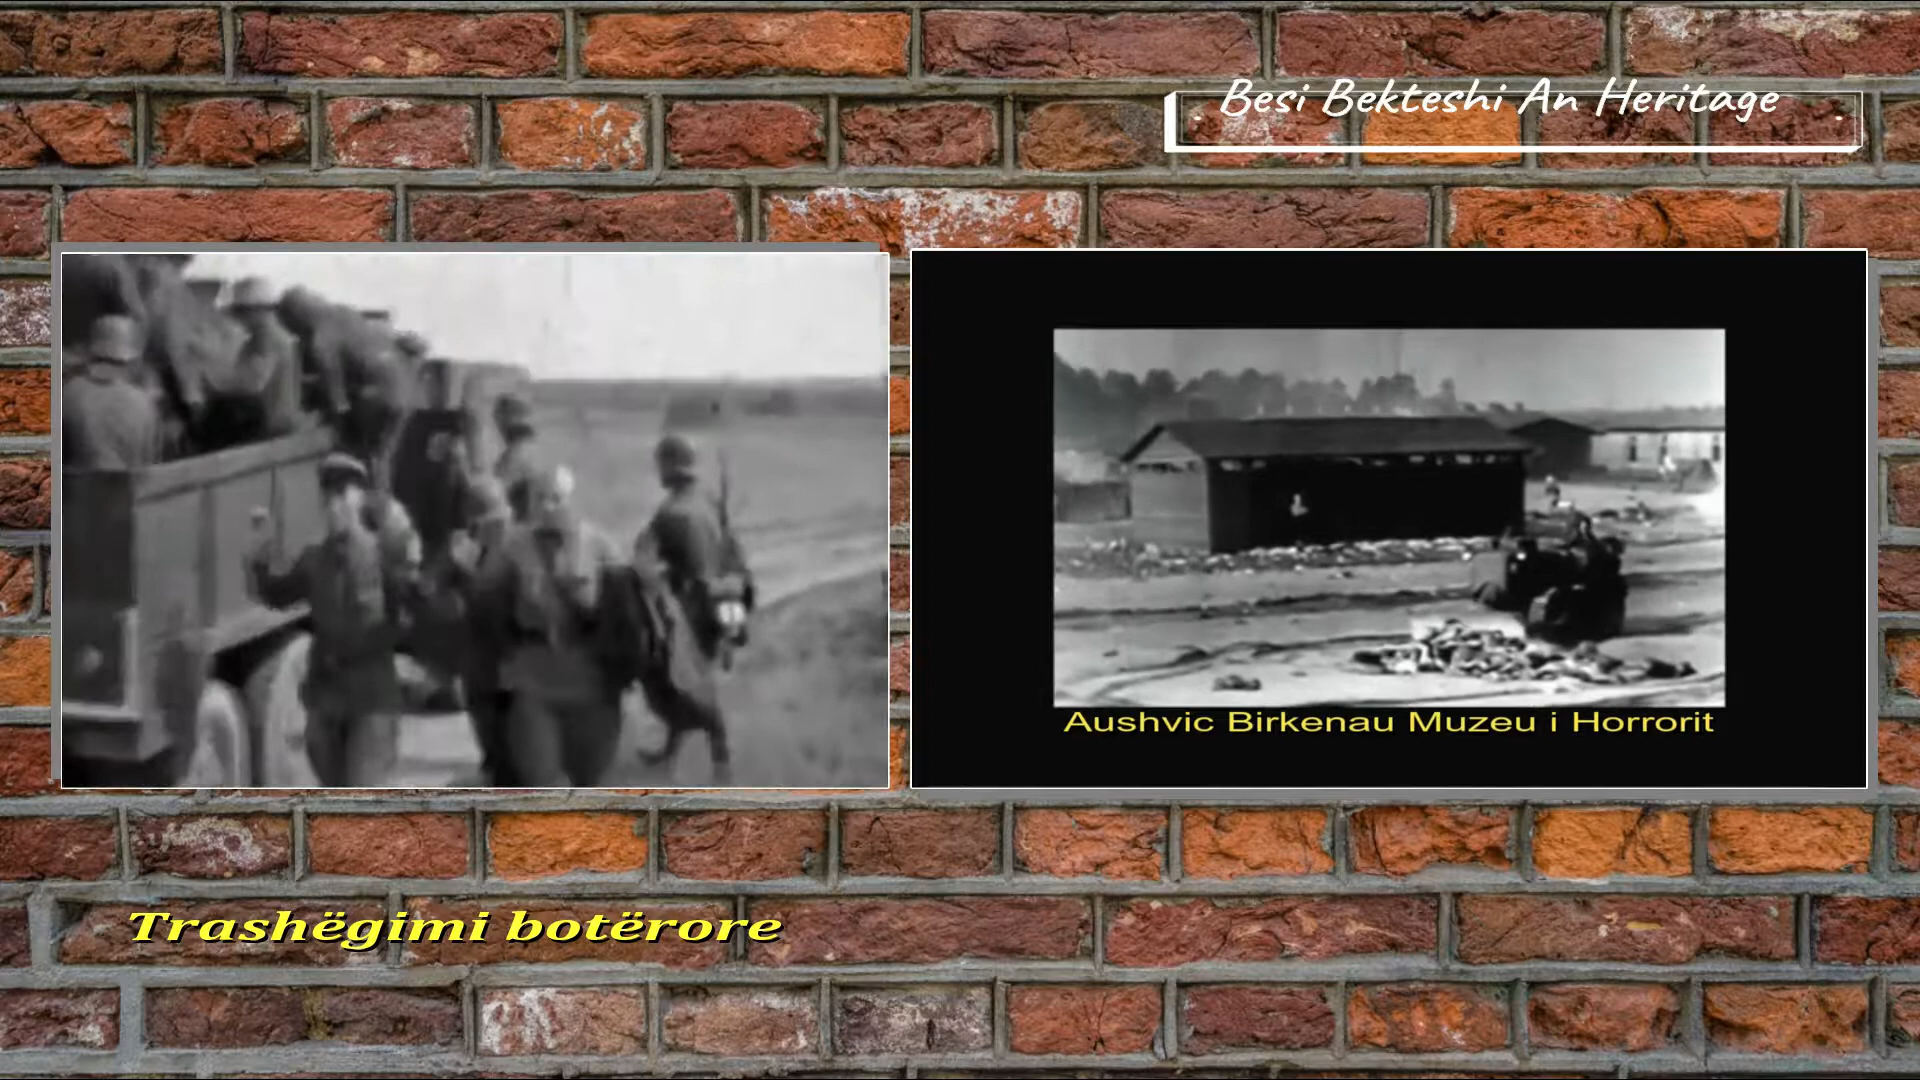 Besi Bekteshi An Heritage
Aushvic Birkenau Muzeu i Horrorit
Trashëgimi botërore